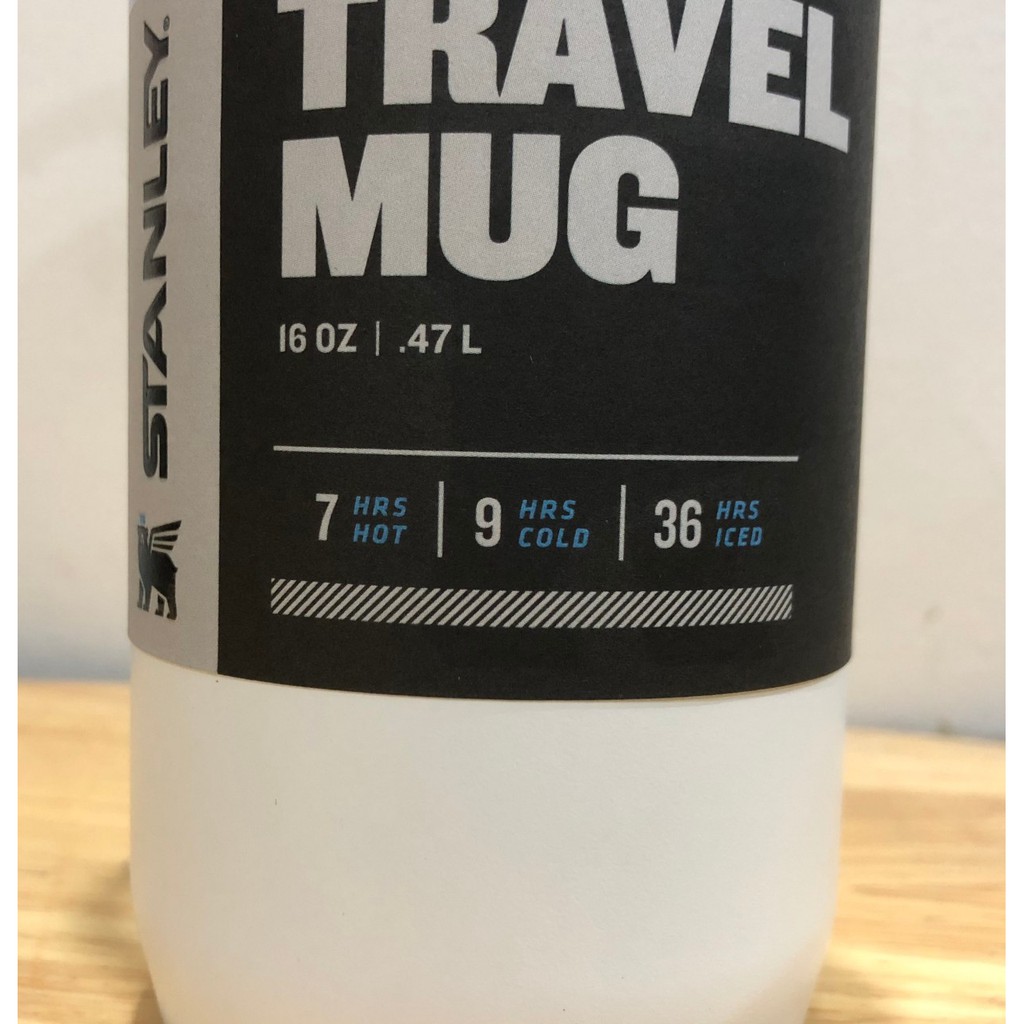 STANLEY®
TRAVEL
MUG
16 OZ | .47 L
7 HRS HOT | 9 HRS COLD | 36 HRS ICED